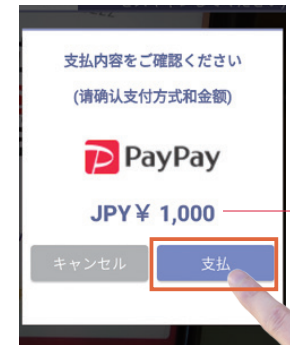 支払内容をご確認ください
(请确认支付方式和金额)
PayPay
JPY¥ 1,000
キャンセル
支払